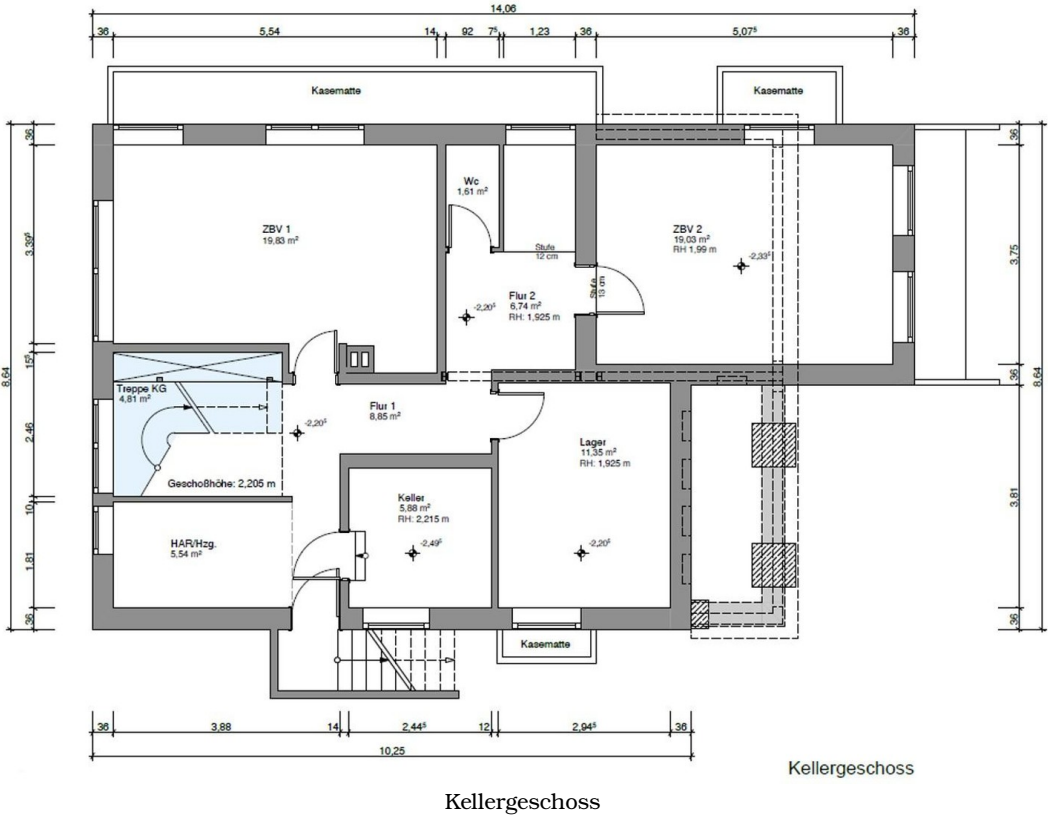 14,06
36 5,54 14 92 7⁵ 1,23 36 5,07⁵ 36
Kasematte
Kasematte
36
36
Wc
1,61 m²
ZBV 1
19,83 m²
ZBV 2
19,03 m²
RH 1,99 m
-2,33⁵
3,39⁵
3,75
Stufe
12 cm
Stufe
13 cm
Flur 2
6,74 m²
RH: 1,925 m
-2,20⁵
15⁵
36
8,64
8,64
Treppe KG
4,81 m²
Flur 1
8,85 m²
-2,20⁵
2,46
Lager
11,35 m²
RH: 1,925 m
Geschoßhöhe: 2,205 m
Keller
5,88 m²
RH: 2,215 m
10
3,81
HAR/Hzg.
5,54 m²
-2,49⁵
-2,20⁵
1,81
36
36
Kasematte
36 3,88 14 2,44⁵ 12 2,94⁵ 36
10,25
Kellergeschoss
Kellergeschoss